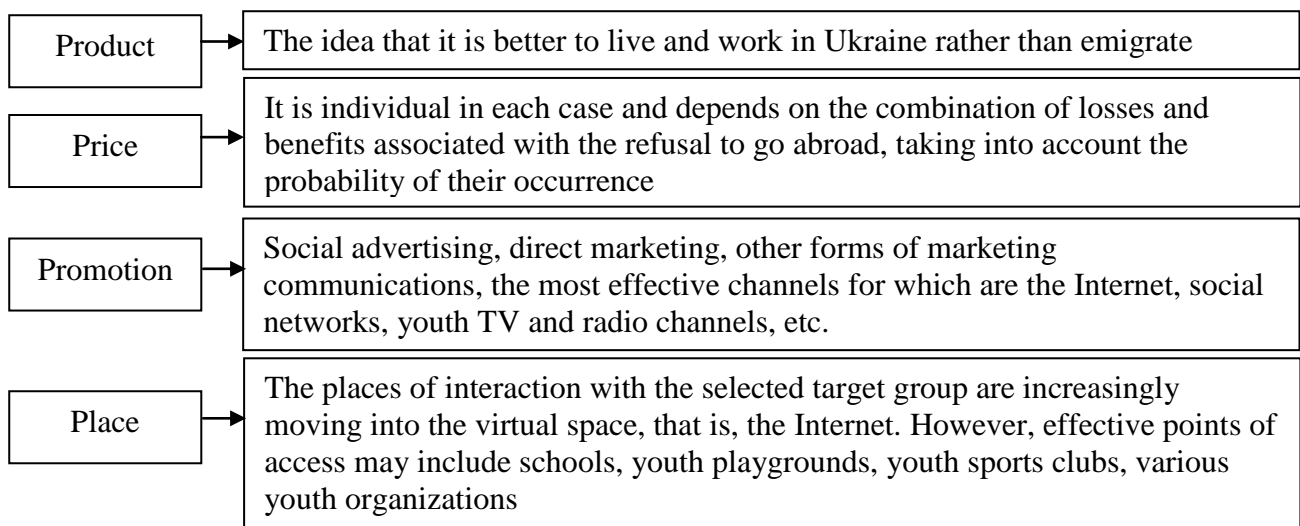 Product
The idea that it is better to live and work in Ukraine rather than emigrate
Price
It is individual in each case and depends on the combination of losses and
benefits associated with the refusal to go abroad, taking into account the
probability of their occurrence
Promotion
Social advertising, direct marketing, other forms of marketing
communications, the most effective channels for which are the Internet, social
networks, youth TV and radio channels, etc.
Place
The places of interaction with the selected target group are increasingly
moving into the virtual space, that is, the Internet. However, effective points of
access may include schools, youth playgrounds, youth sports clubs, various
youth organizations